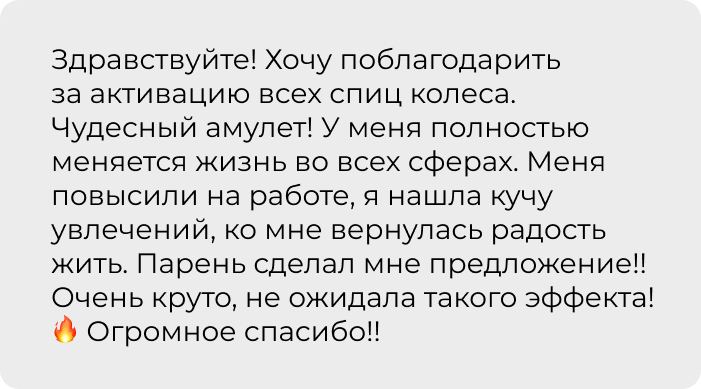 Здравствуйте! Хочу поблагодарить
за активацию всех спиц колеса.
Чудесный амулет! У меня полностью
меняется жизнь во всех сферах. Меня
повысили на работе, я нашла кучу
увлечений, ко мне вернулась радость
жить. Парень сделал мне предложение!!
Очень круто, не ожидала такого эффекта!
🔥 Огромное спасибо!!